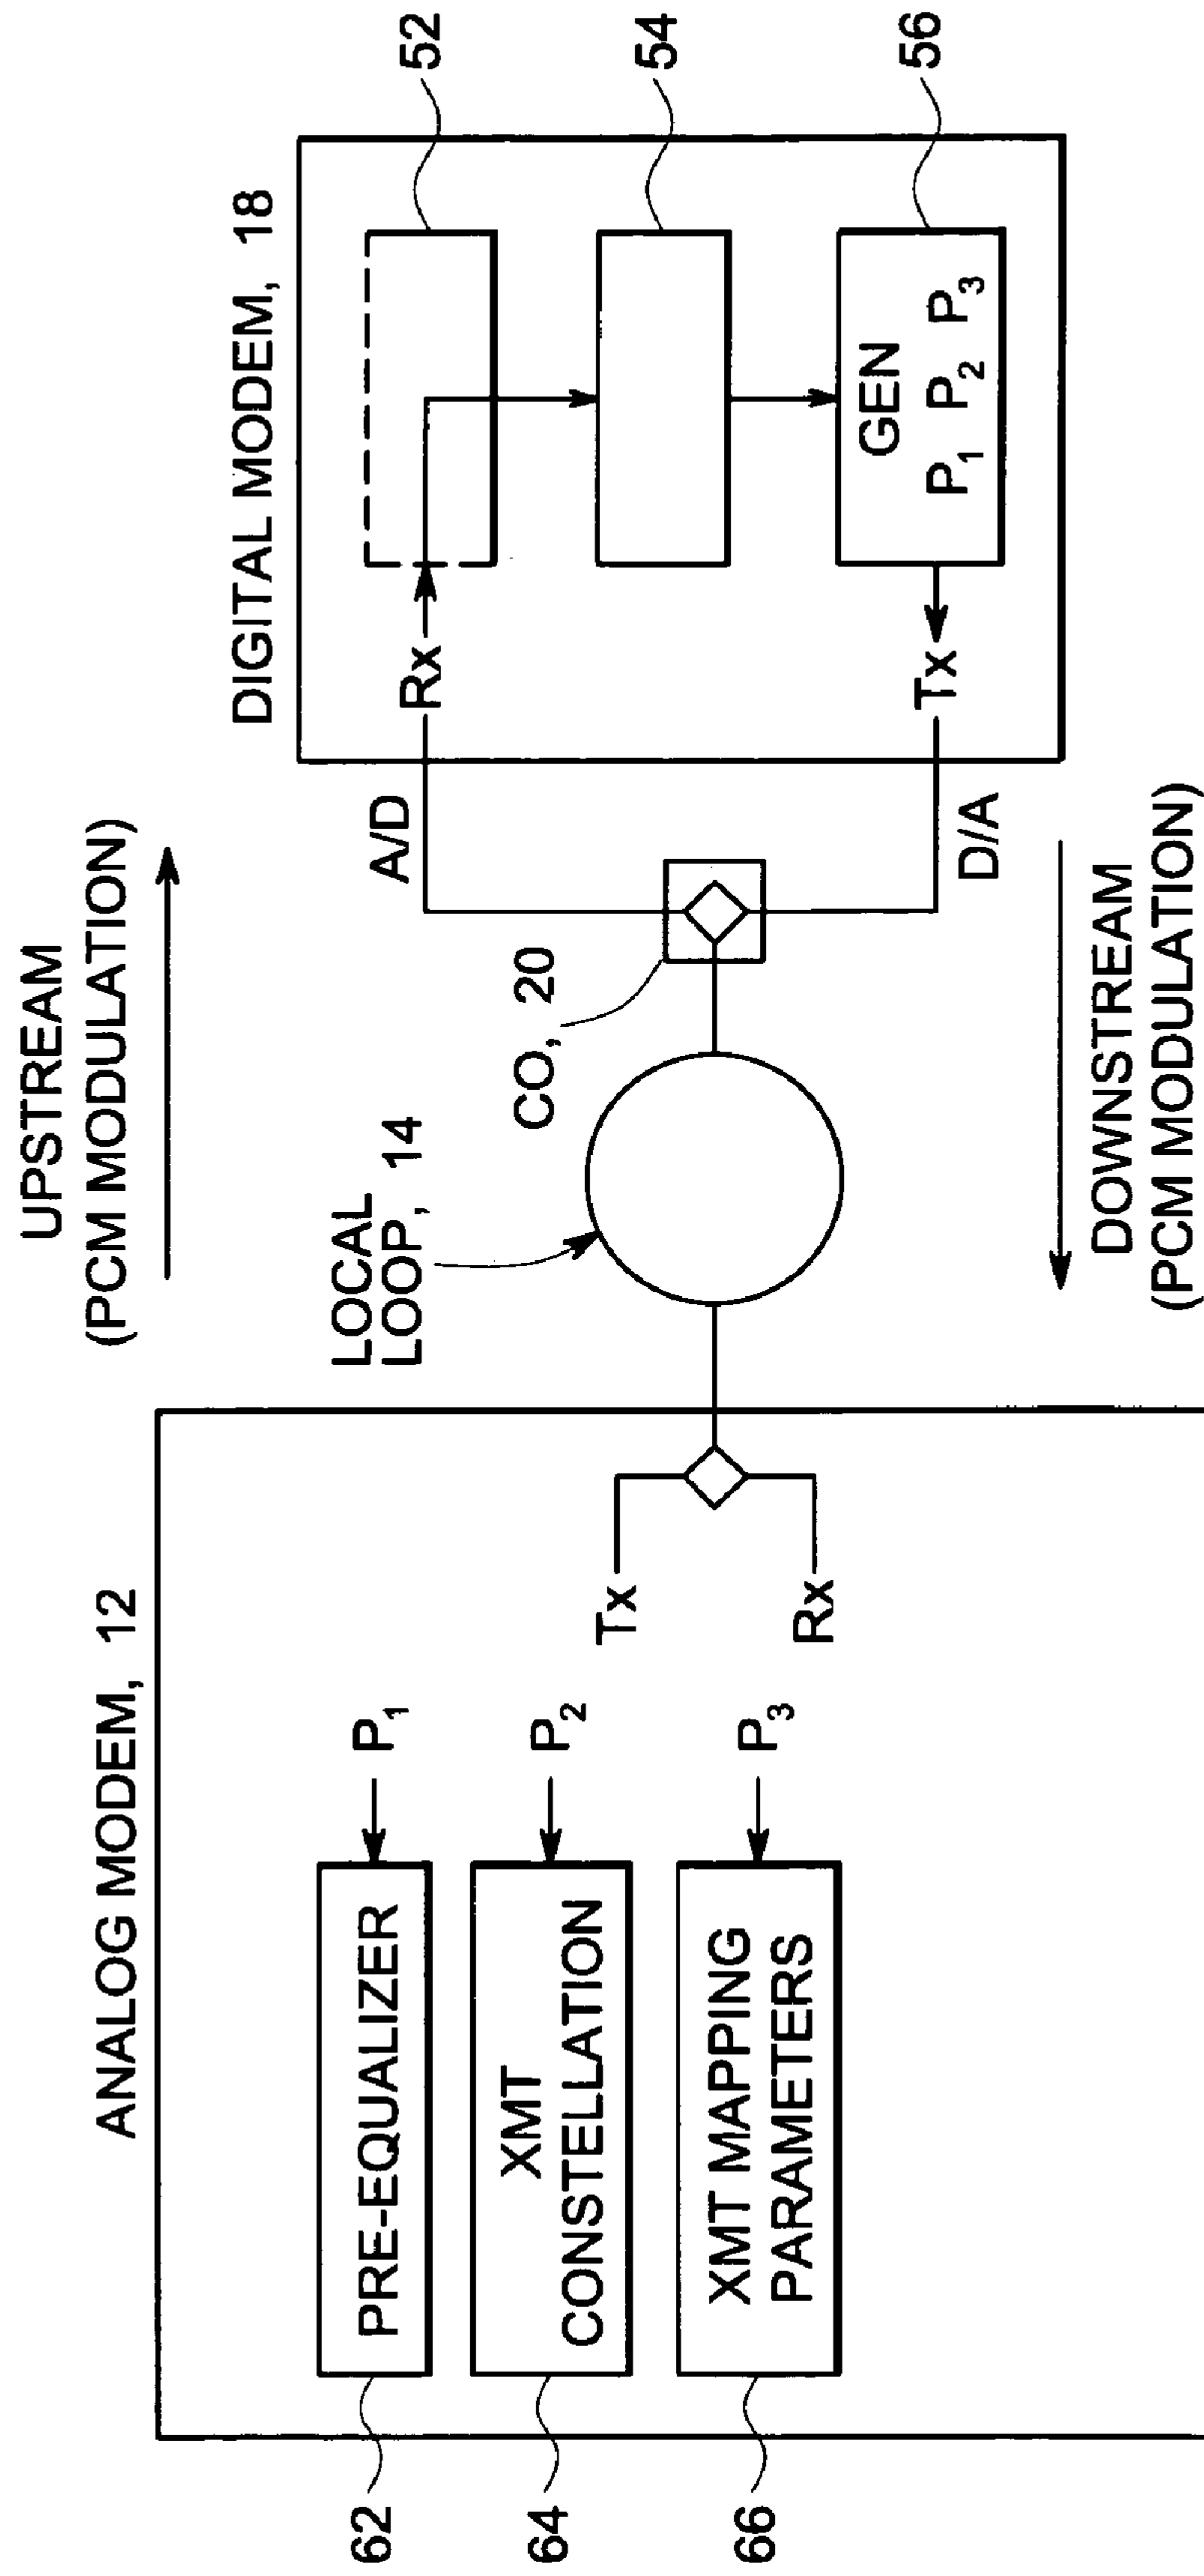 UPSTREAM
(PCM MODULATION)
ANALOG MODEM, 12
DIGITAL MODEM, 18
62
PRE-EQUALIZER
P1
64
XMT
CONSTELLATION
P2
66
XMT MAPPING
PARAMETERS
P3
Tx
Rx
LOCAL
LOOP, 14
CO, 20
A/D
D/A
Rx
Tx
52
54
GEN
P1 P2 P3
56
DOWNSTREAM
(PCM MODULATION)